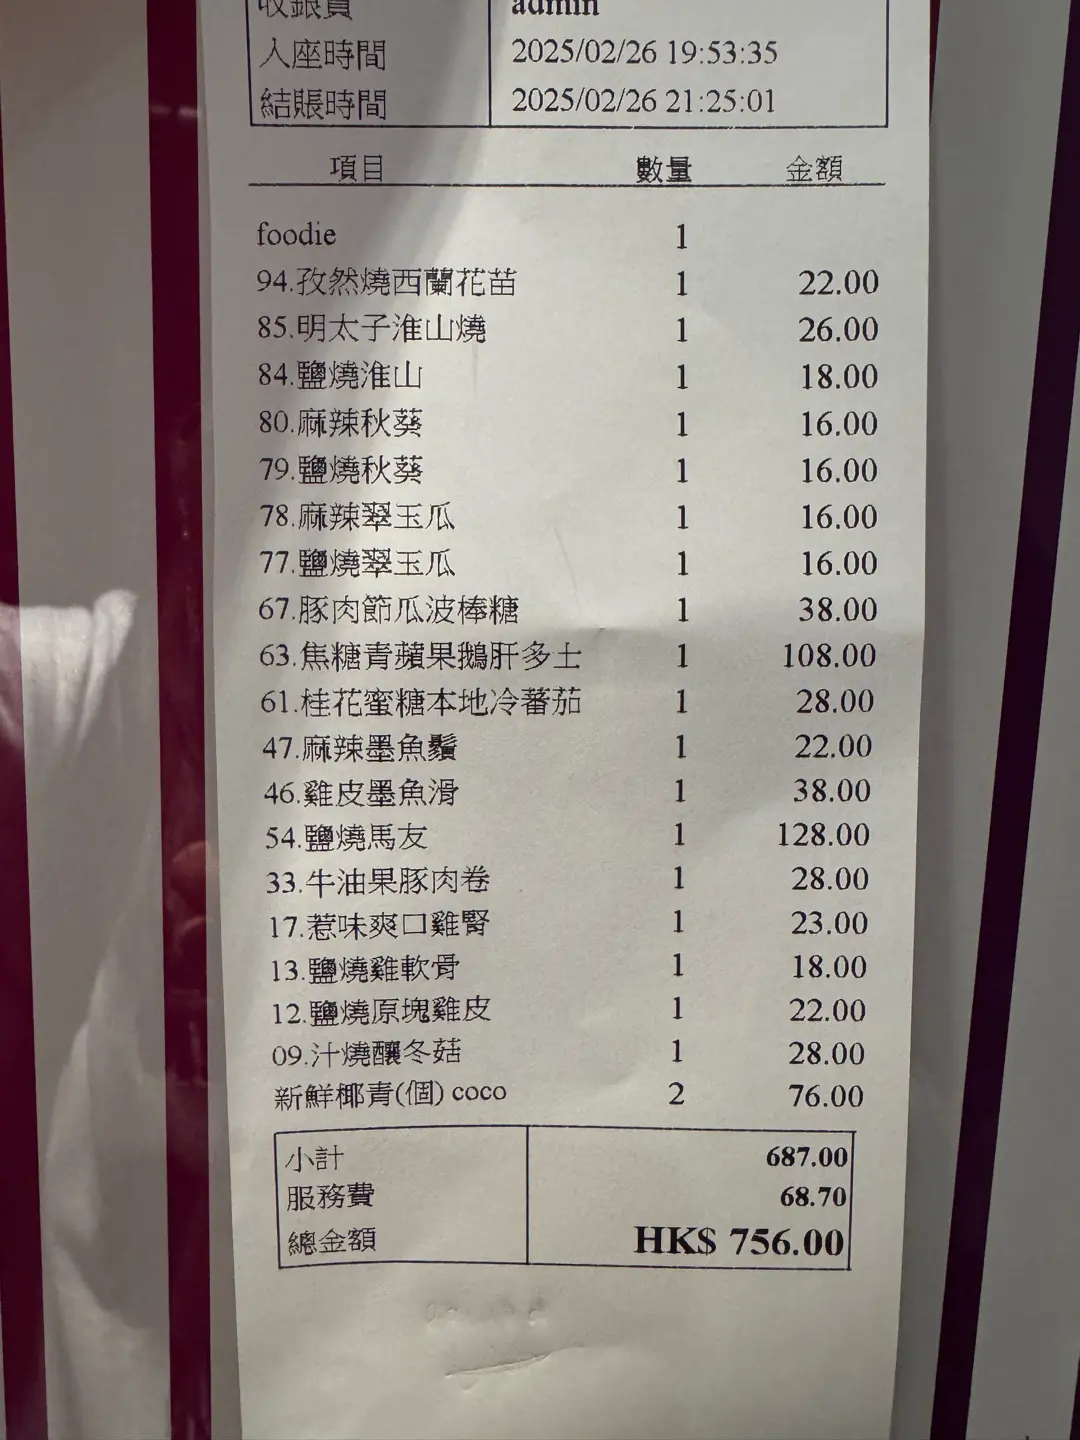 收銀員 admin
入座時間 2025/02/26 19:53:35
結賬時間 2025/02/26 21:25:01
項目 數量 金額
foodie 1
94.孜然燒西蘭花苗 1 22.00
85.明太子淮山燒 1 26.00
84.鹽燒淮山 1 18.00
80.麻辣秋葵 1 16.00
79.鹽燒秋葵 1 16.00
78.麻辣翠玉瓜 1 16.00
77.鹽燒翠玉瓜 1 16.00
67.豚肉節瓜波棒糖 1 38.00
63.焦糖青蘋果鵝肝多士 1 108.00
61.桂花蜜糖本地冷蕃茄 1 28.00
47.麻辣墨魚鬚 1 22.00
46.雞皮墨魚滑 1 38.00
54.鹽燒馬友 1 128.00
33.牛油果豚肉卷 1 28.00
17.惹味爽口雞腎 1 23.00
13.鹽燒雞軟骨 1 18.00
12.鹽燒原塊雞皮 1 22.00
09.汁燒釀冬菇 1 28.00
新鮮椰青(個) coco 2 76.00
小計 687.00
服務費 68.70
總金額 HK$ 756.00